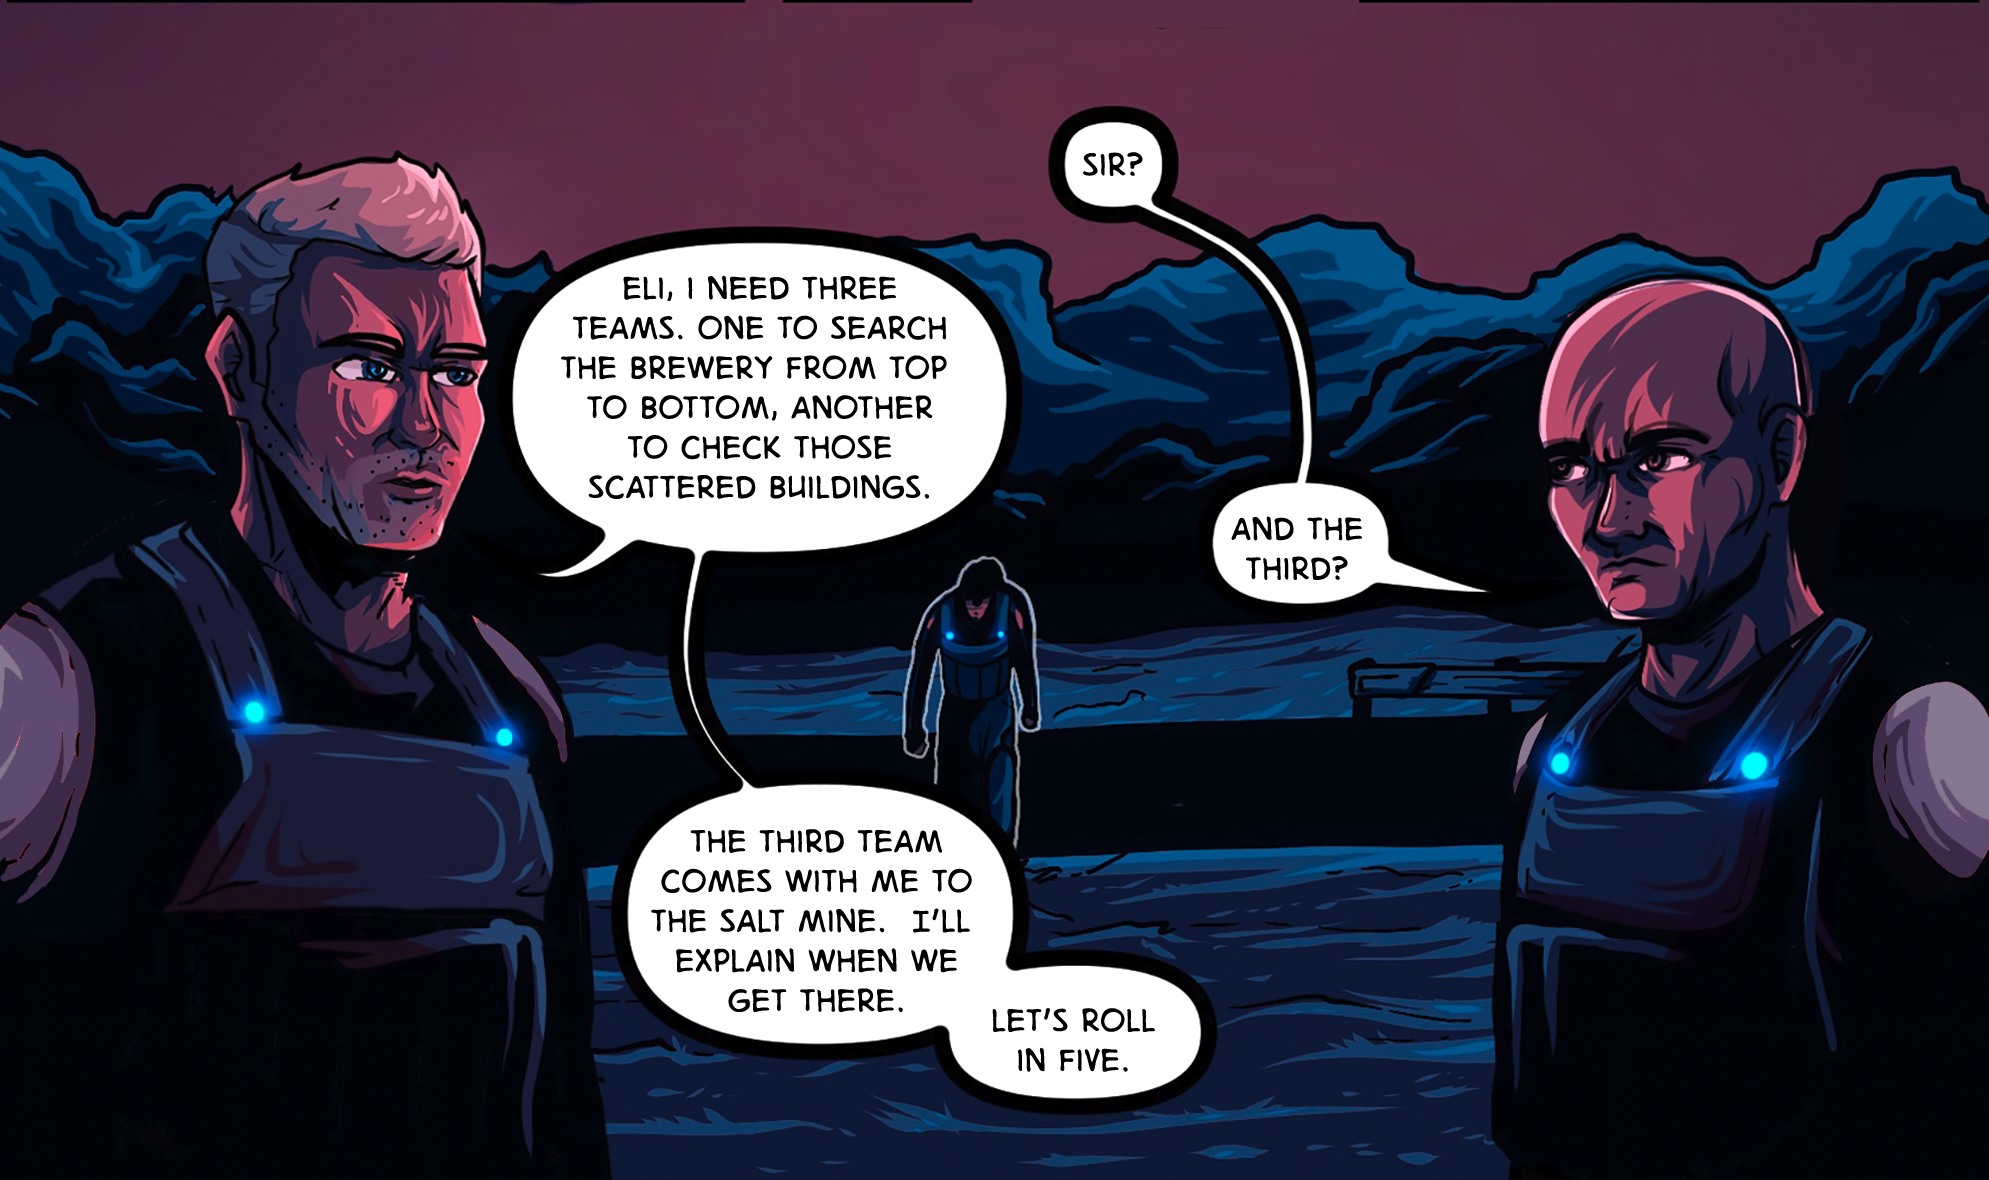 SIR?
ELI, I NEED THREE
TEAMS. ONE TO SEARCH
THE BREWERY FROM TOP
TO BOTTOM, ANOTHER
TO CHECK THOSE
SCATTERED BUILDINGS.
AND THE
THIRD?
THE THIRD TEAM
COMES WITH ME TO
THE SALT MINE. I'LL
EXPLAIN WHEN WE
GET THERE.
LET'S ROLL
IN FIVE.